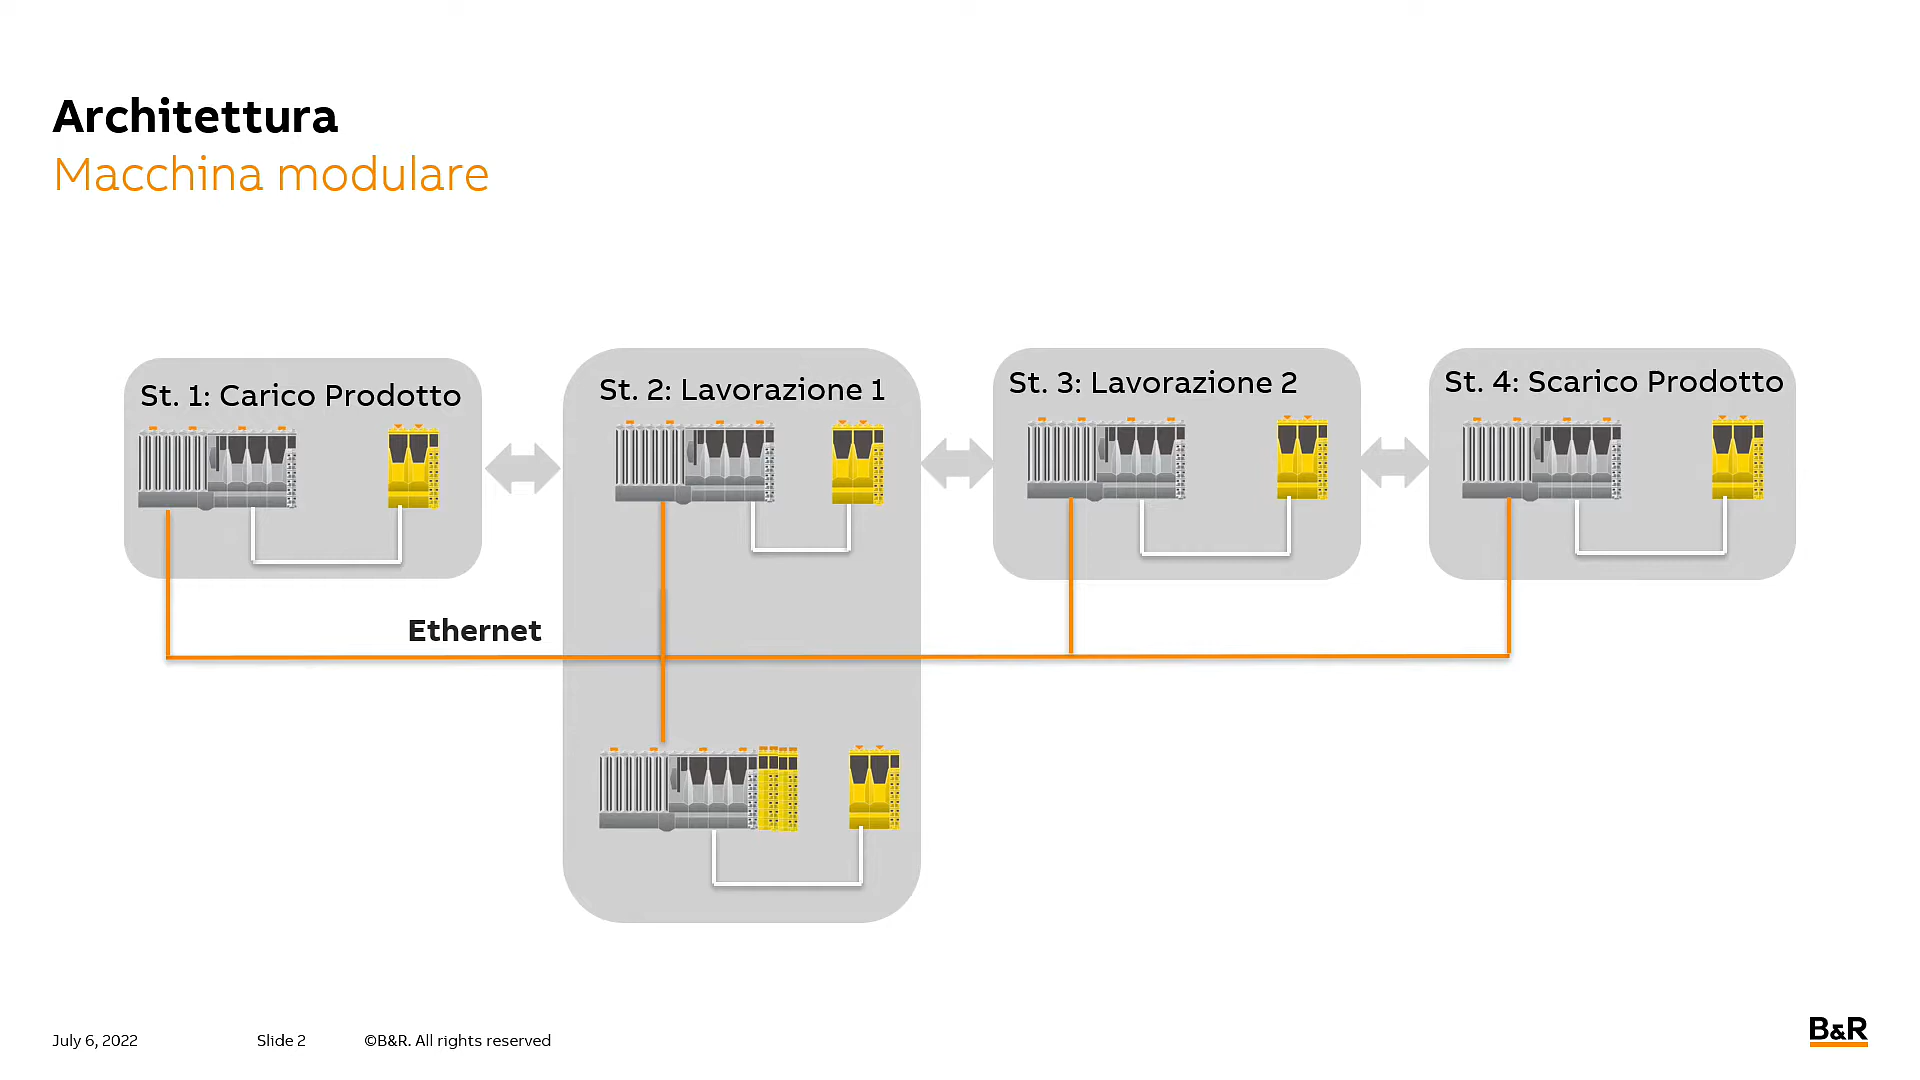 Architettura
Macchina modulare
St. 1: Carico Prodotto
St. 2: Lavorazione 1
St. 3: Lavorazione 2
St. 4: Scarico Prodotto
Ethernet
July 6, 2022
Slide 2
©B&R. All rights reserved
B&R